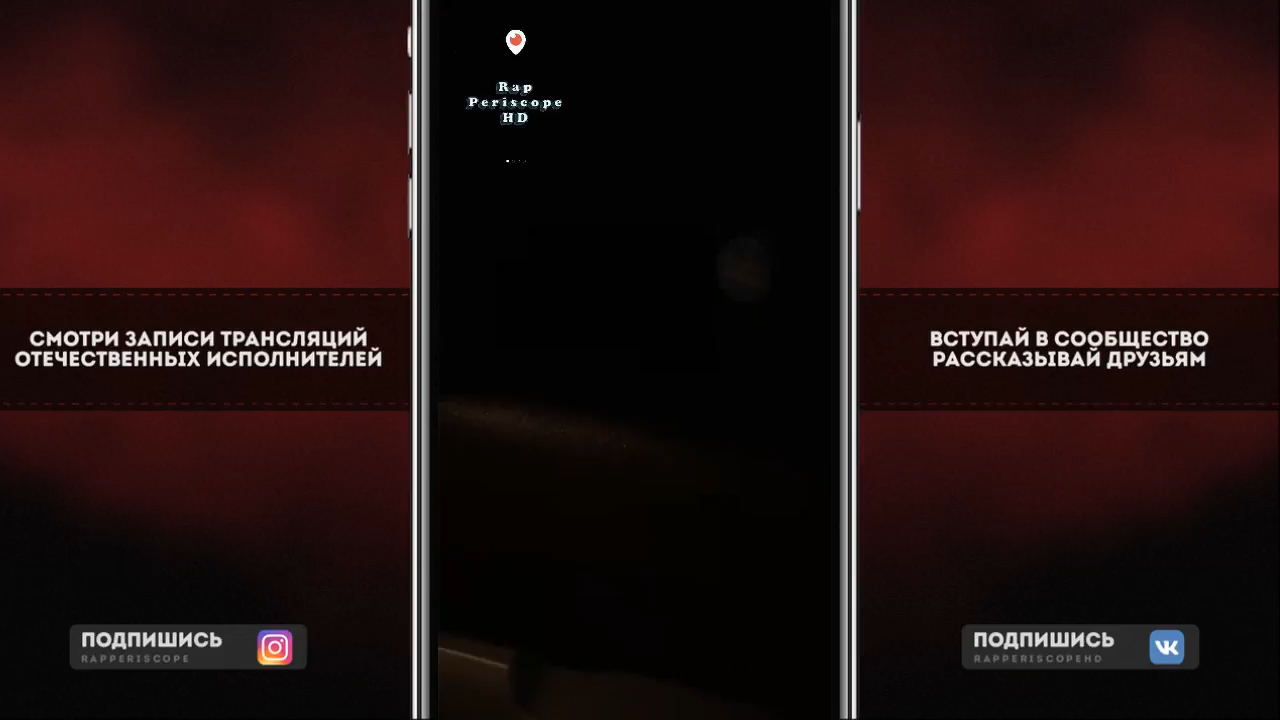 Rap
Periscope
HD
СМОТРИ ЗАПИСИ ТРАНСЛЯЦИЙ
ОТЕЧЕСТВЕННЫХ ИСПОЛНИТЕЛЕЙ
ВСТУПАЙ В СООБЩЕСТВО
РАССКАЗЫВАЙ ДРУЗЬЯМ
ПОДПИШИСЬ
RAPPERISCOPE
ПОДПИШИСЬ
RAPPERISCOPEHD